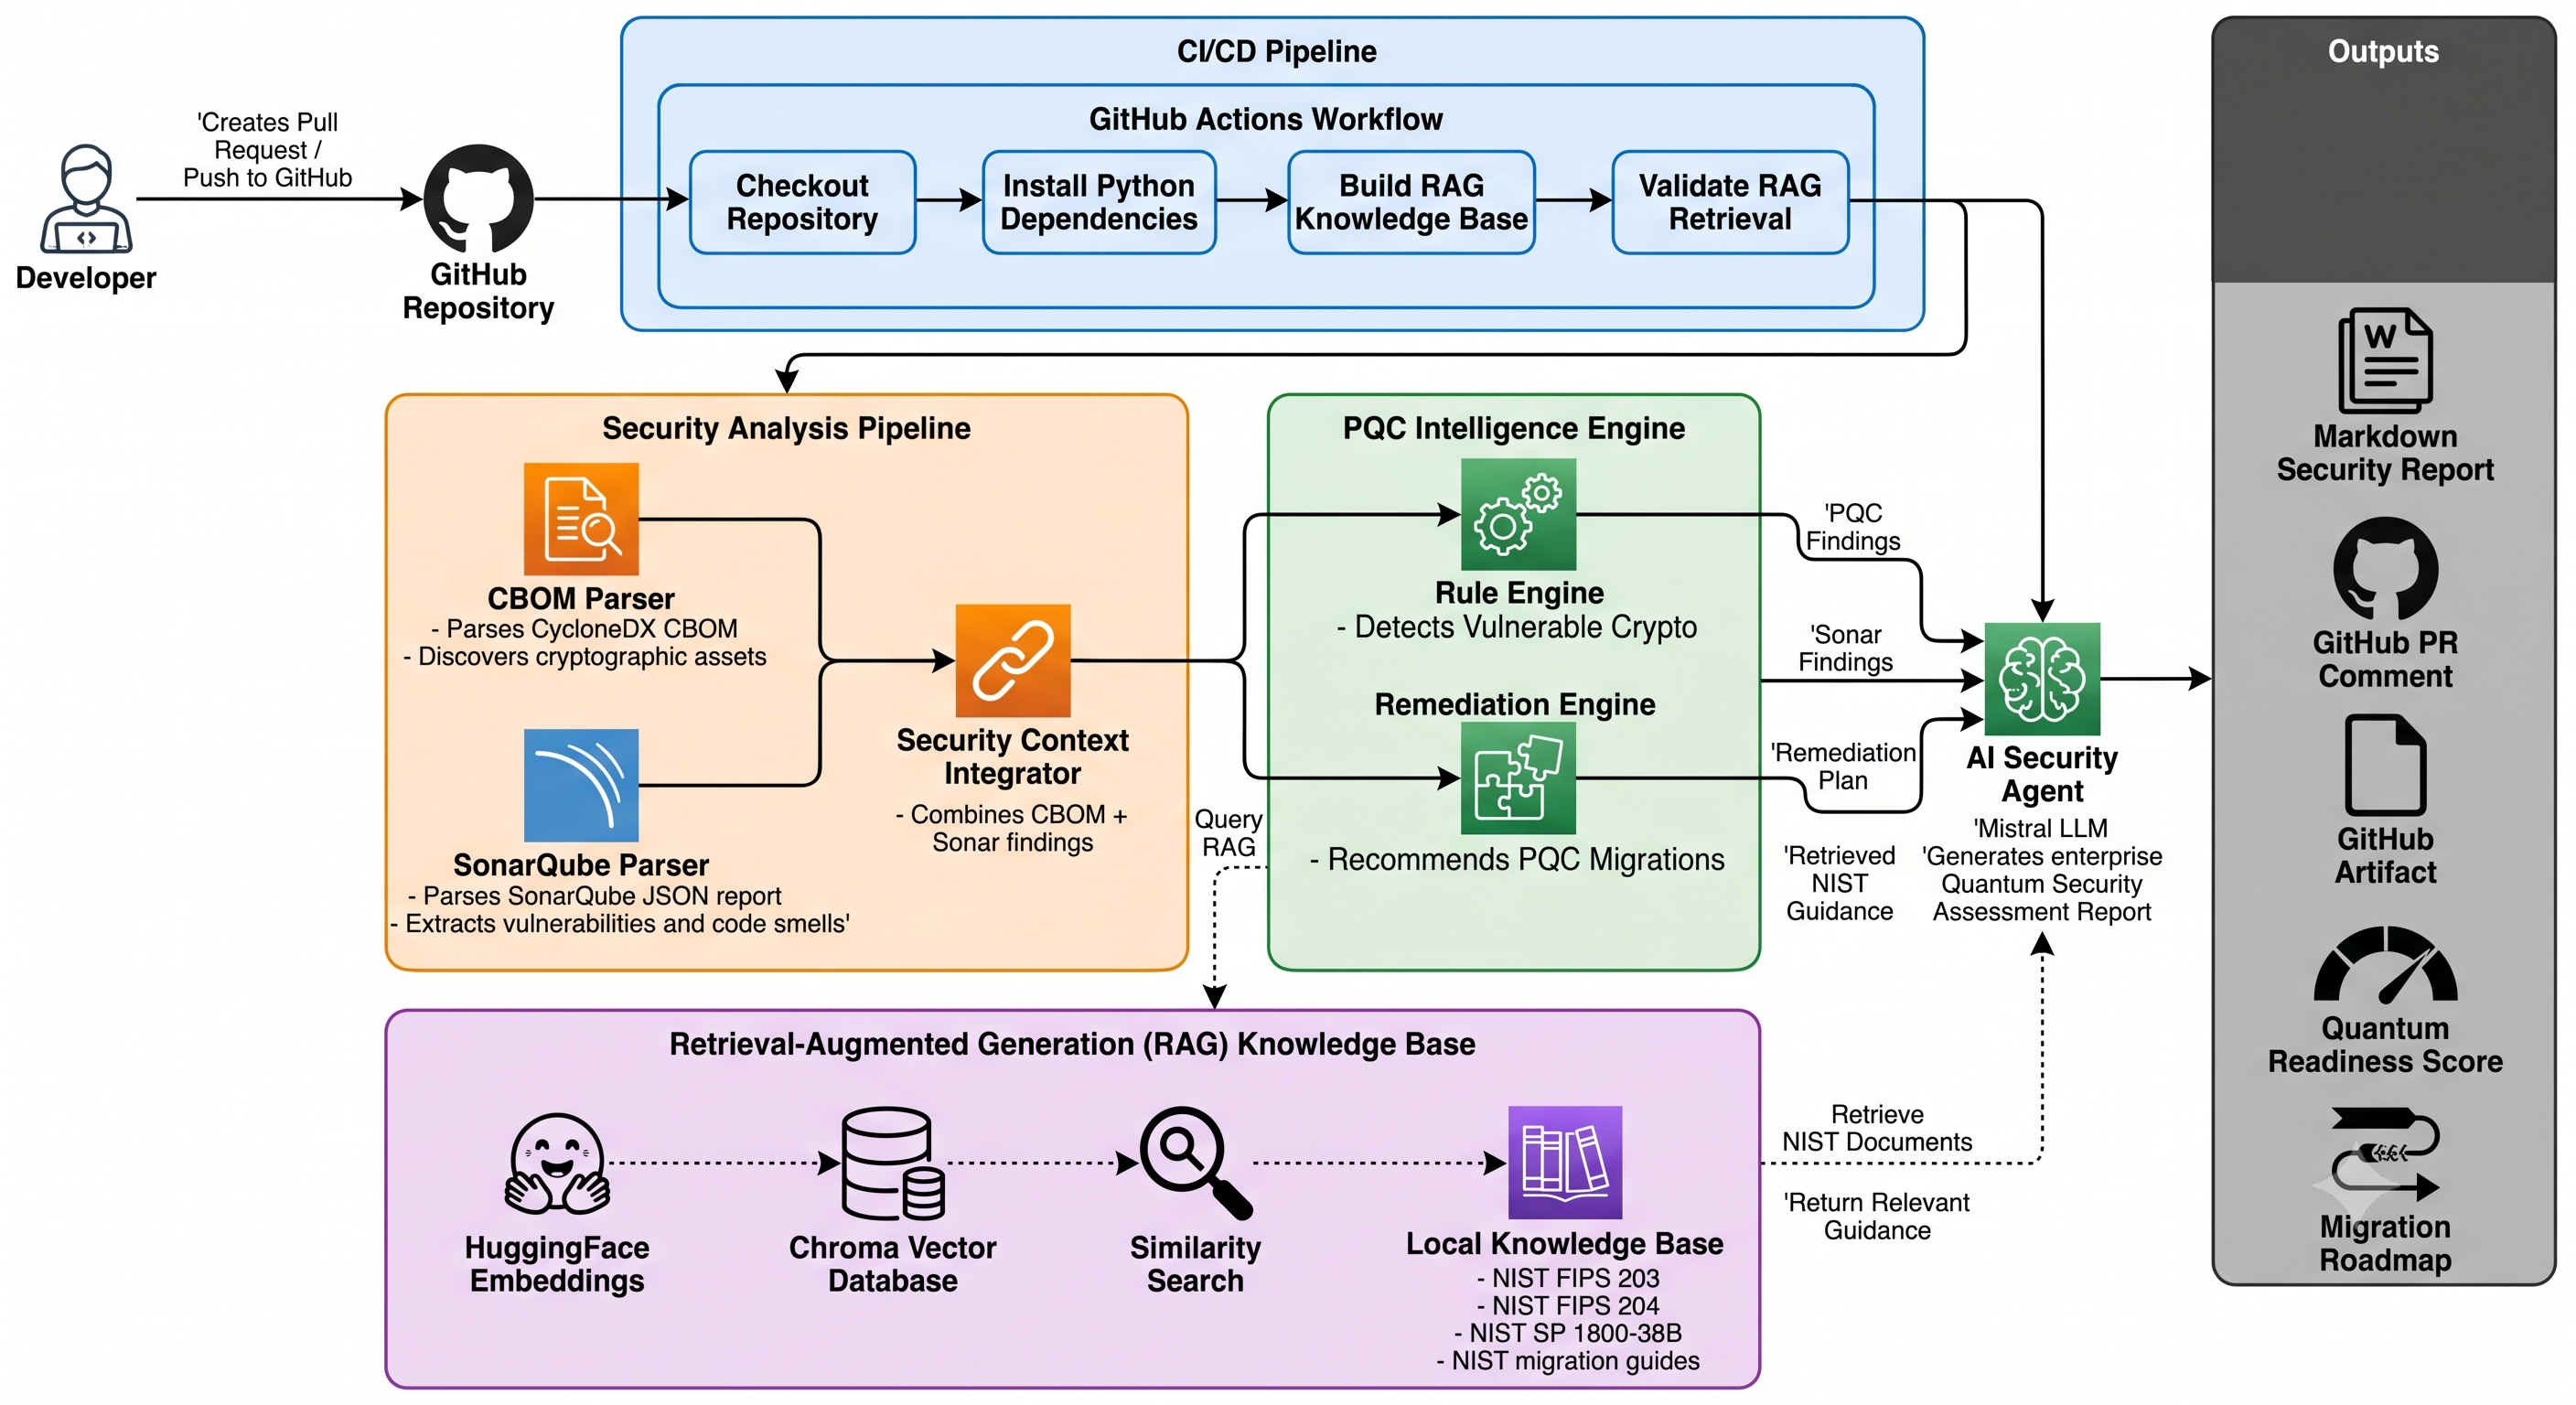 CI/CD Pipeline
GitHub Actions Workflow
'Creates Pull
Request /
Push to GitHub
Developer
GitHub
Repository
Checkout
Repository
Install Python
Dependencies
Build RAG
Knowledge Base
Validate RAG
Retrieval
Security Analysis Pipeline
CBOM Parser
- Parses CycloneDX CBOM
- Discovers cryptographic assets
SonarQube Parser
- Parses SonarQube JSON report
- Extracts vulnerabilities and code smells'
Security Context
Integrator
- Combines CBOM +
Sonar findings
PQC Intelligence Engine
Rule Engine
- Detects Vulnerable Crypto
Remediation Engine
- Recommends PQC Migrations
Query
RAG
'PQC
Findings
'Sonar
Findings
'Remediation
Plan
'Retrieved
NIST
Guidance
AI Security
Agent
'Mistral LLM
'Generates enterprise
Quantum Security
Assessment Report
Retrieval-Augmented Generation (RAG) Knowledge Base
HuggingFace
Embeddings
Chroma Vector
Database
Similarity
Search
Local Knowledge Base
- NIST FIPS 203
- NIST FIPS 204
- NIST SP 1800-38B
- NIST migration guides
Retrieve
NIST Documents
'Return Relevant
Guidance
Outputs
W
Markdown
Security Report
GitHub PR
Comment
GitHub
Artifact
Quantum
Readiness Score
Migration
Roadmap